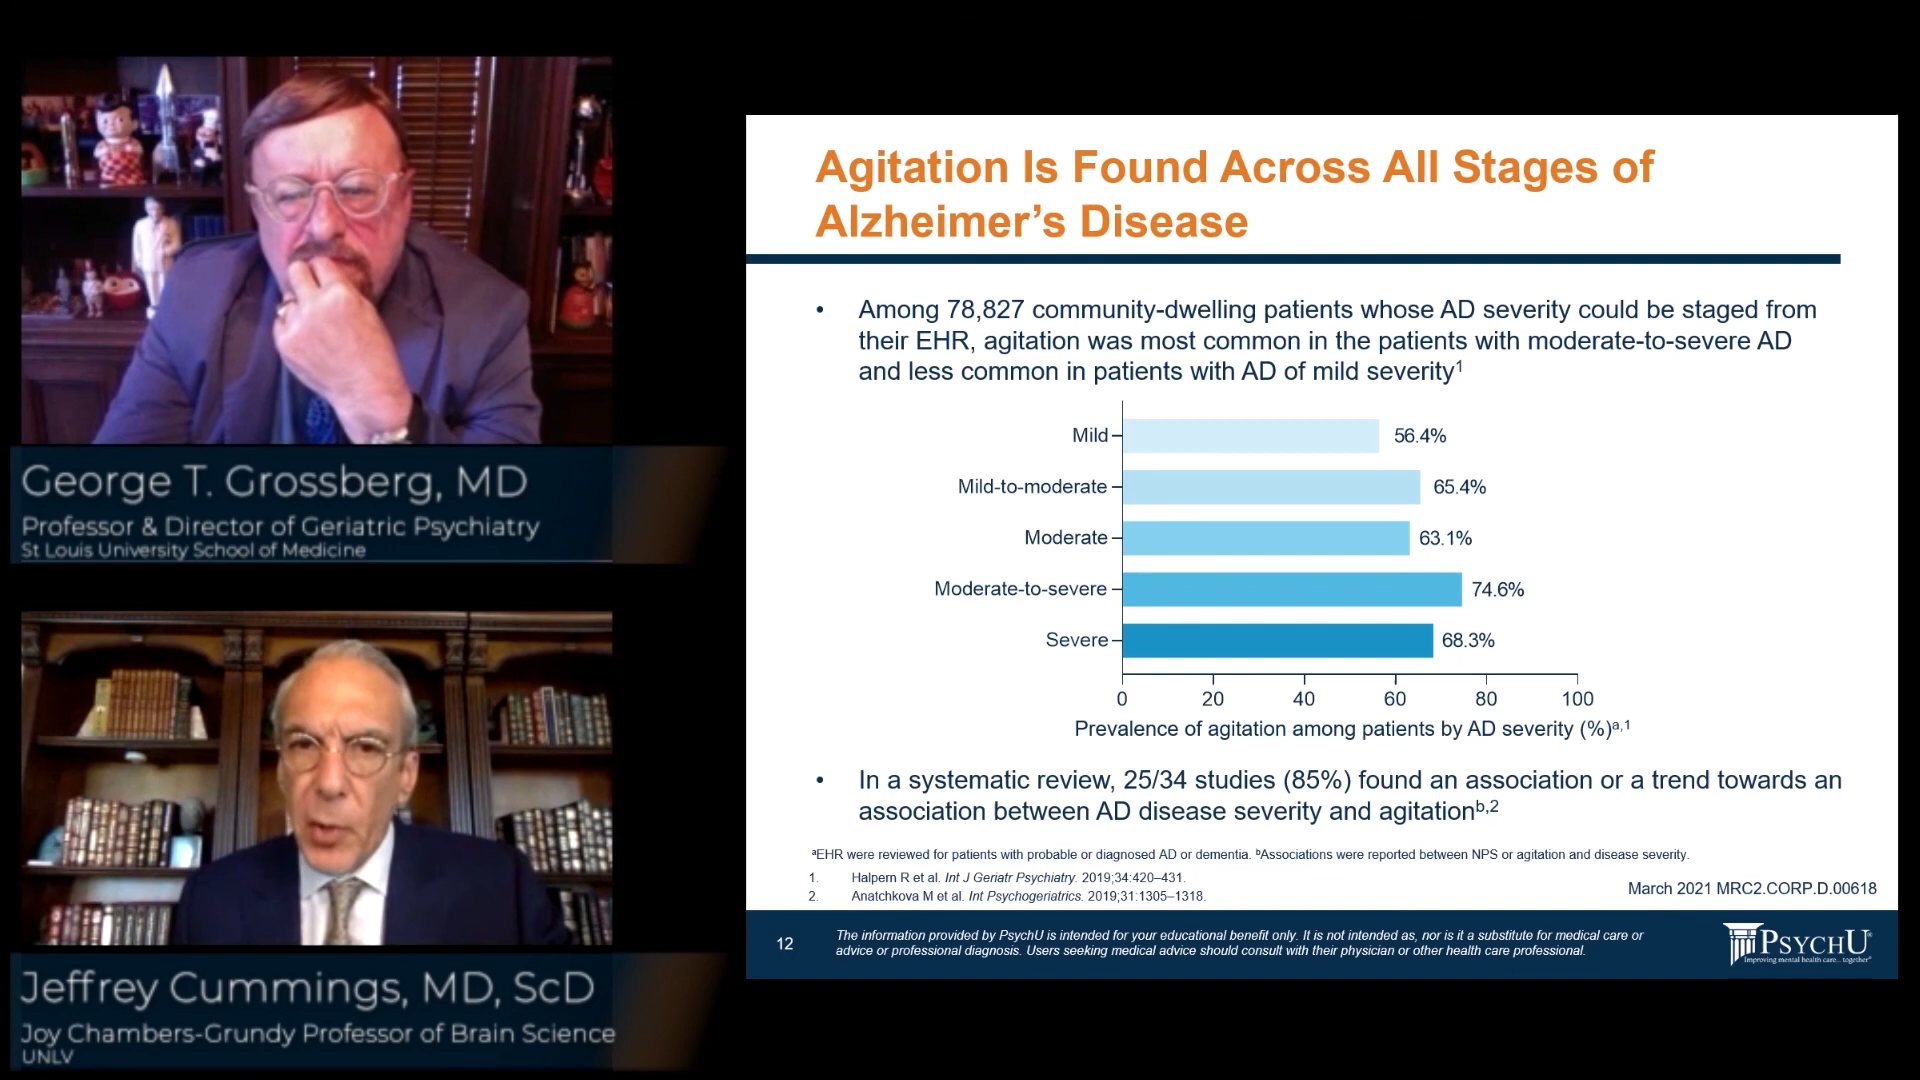 George T. Grossberg, MD
Professor & Director of Geriatric Psychiatry
St Louis University School of Medicine
Jeffrey Cummings, MD, ScD
Joy Chambers-Grundy Professor of Brain Science
UNLV
Agitation Is Found Across All Stages of
Alzheimer’s Disease
• Among 78,827 community-dwelling patients whose AD severity could be staged from
their EHR, agitation was most common in the patients with moderate-to-severe AD
and less common in patients with AD of mild severity1
Mild 56.4%
Mild-to-moderate 65.4%
Moderate 63.1%
Moderate-to-severe 74.6%
Severe 68.3%
0 20 40 60 80 100
Prevalence of agitation among patients by AD severity (%)a,1
• In a systematic review, 25/34 studies (85%) found an association or a trend towards an
association between AD disease severity and agitationb,2
aEHR were reviewed for patients with probable or diagnosed AD or dementia. bAssociations were reported between NPS or agitation and disease severity.
1. Halpern R et al. Int J Geriatr Psychiatry. 2019;34:420–431.
2. Anatchkova M et al. Int Psychogeriatrics. 2019;31:1305–1318.
March 2021 MRC2.CORP.D.00618
12
The information provided by PsychU is intended for your educational benefit only. It is not intended as, nor is it a substitute for medical care or
advice or professional diagnosis. Users seeking medical advice should consult with their physician or other health care professional.
PSYCHU®
Improving mental health care... together®